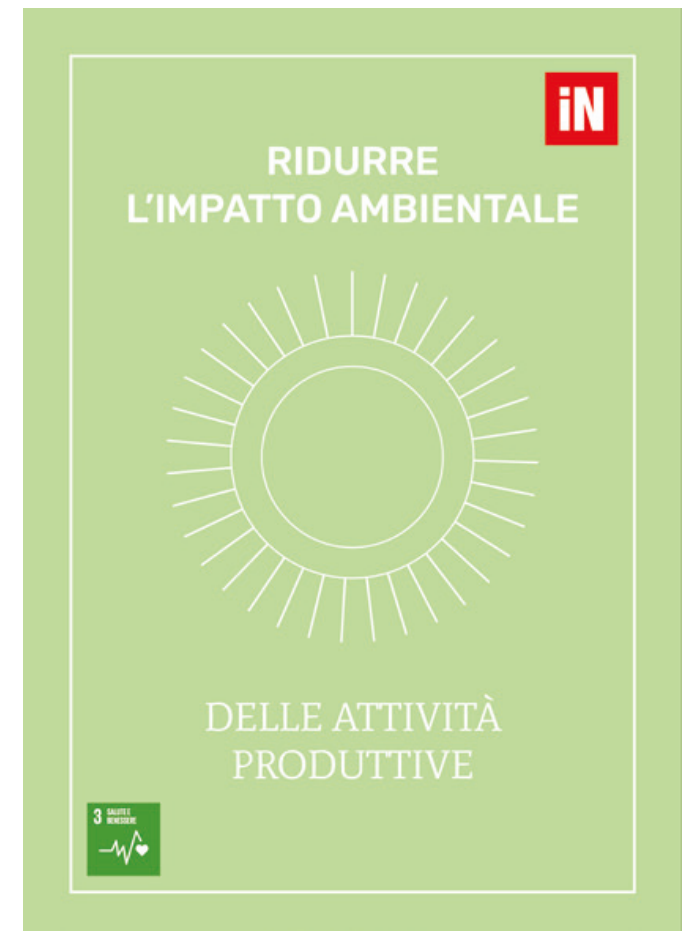 iN
RIDURRE
L'IMPATTO AMBIENTALE
DELLE ATTIVITÀ
PRODUTTIVE
3 SALUTE E
BENESSERE